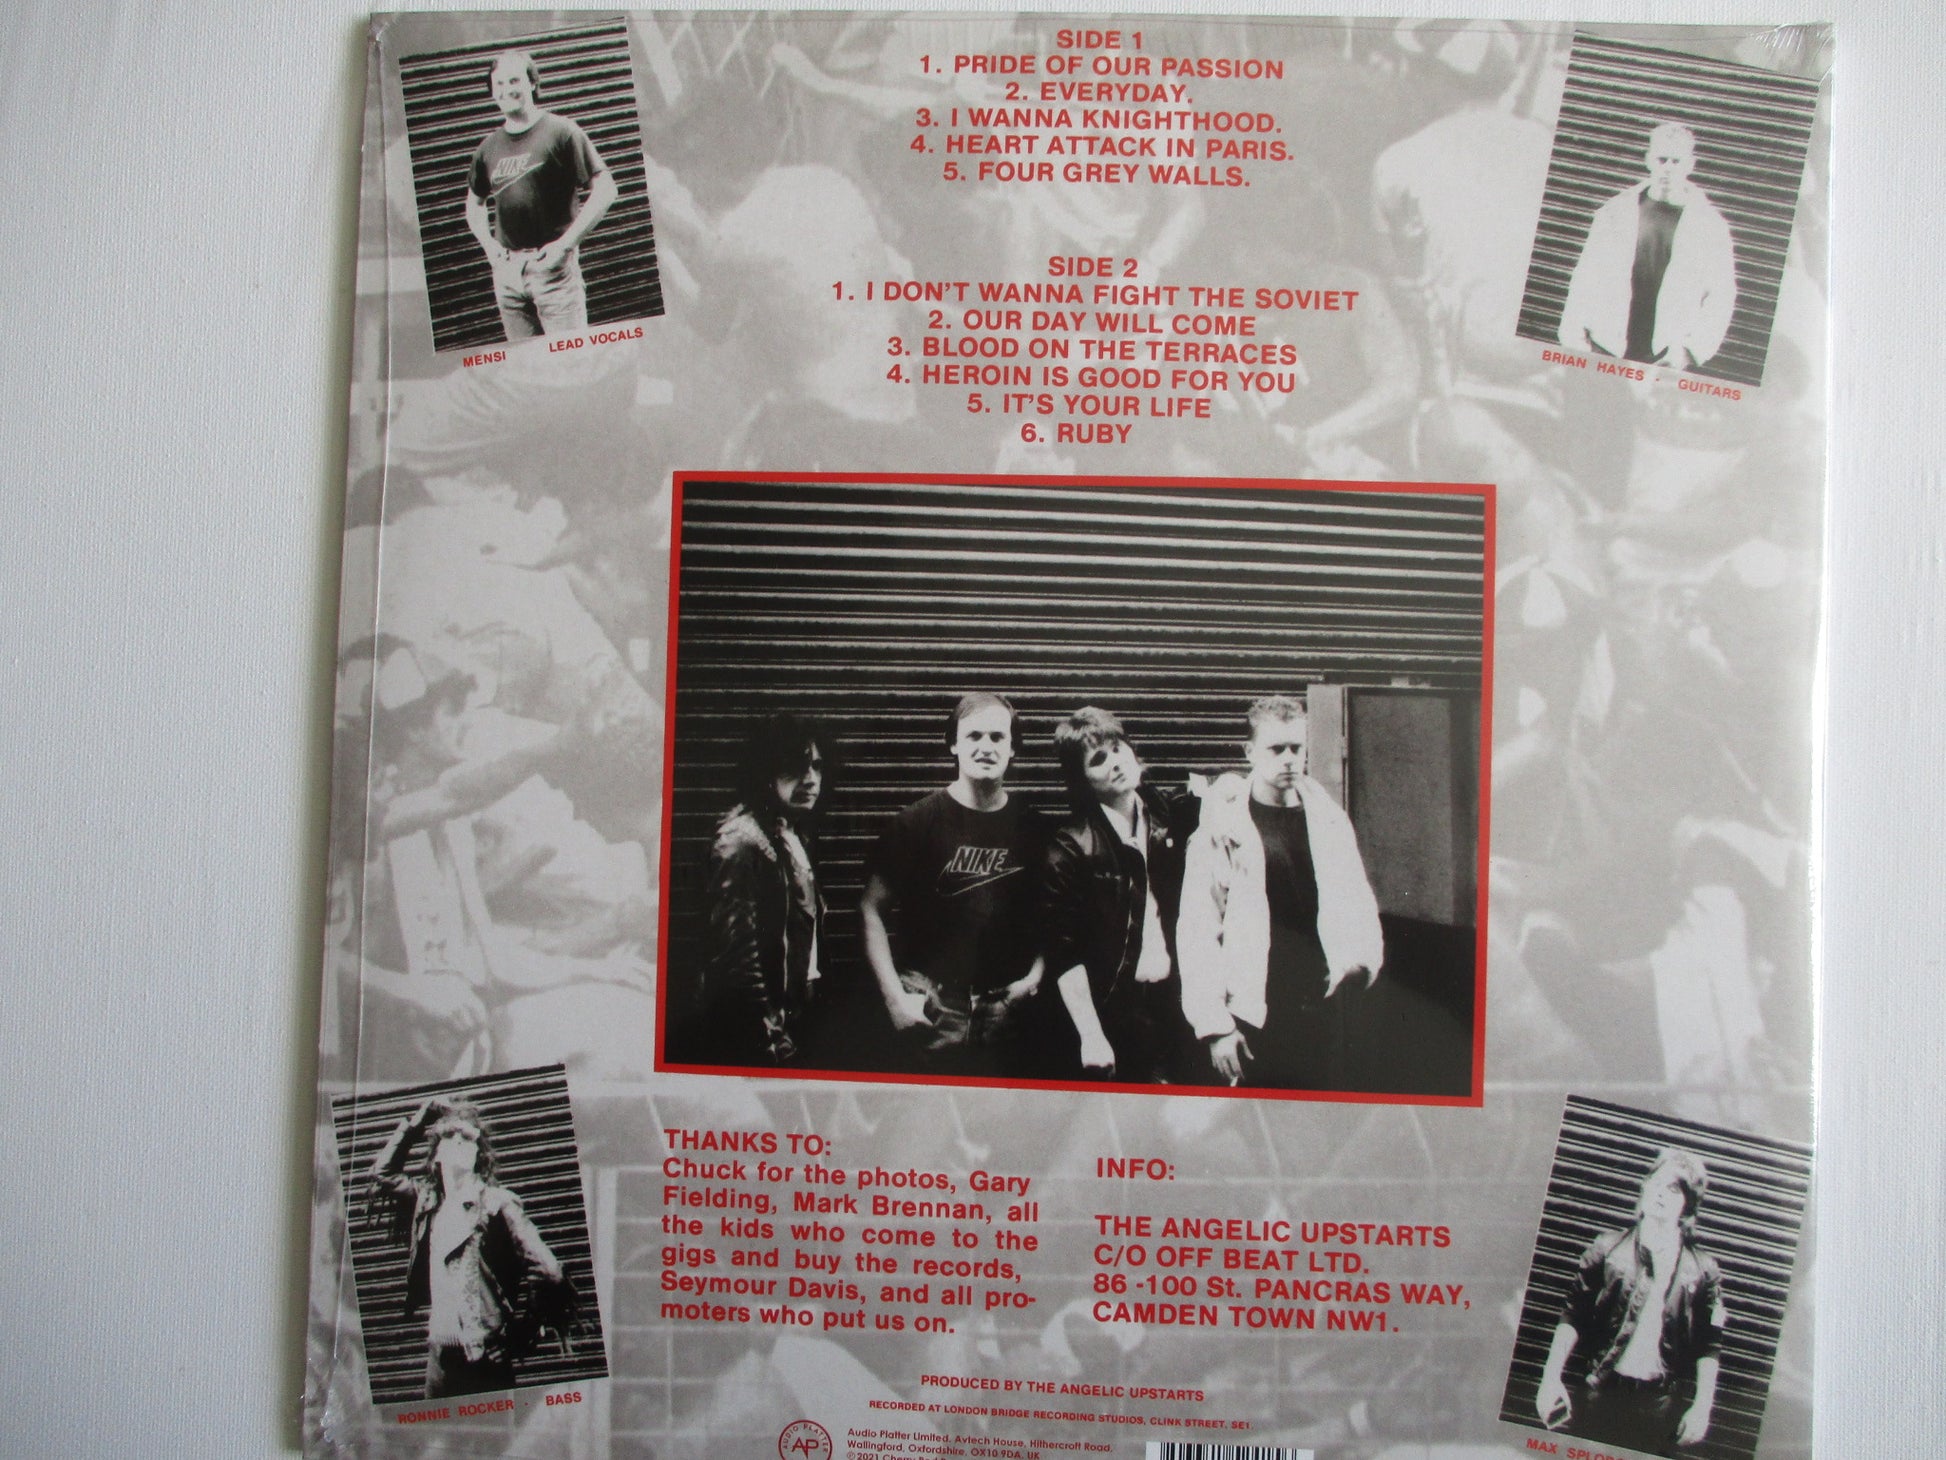 SIDE 1
1. PRIDE OF OUR PASSION
2. EVERYDAY.
3. I WANNA KNIGHTHOOD.
4. HEART ATTACK IN PARIS.
5. FOUR GREY WALLS.
SIDE 2
1. I DON'T WANNA FIGHT THE SOVIET
2. OUR DAY WILL COME
3. BLOOD ON THE TERRACES
4. HEROIN IS GOOD FOR YOU
5. IT'S YOUR LIFE
6. RUBY
NIKE
MENSI LEAD VOCALS
BRIAN HAYES · GUITARS
NIKE
THANKS TO:
Chuck for the photos, Gary
Fielding, Mark Brennan, all
the kids who come to the
gigs and buy the records,
Seymour Davis, and all pro-
moters who put us on.
INFO:
THE ANGELIC UPSTARTS
C/O OFF BEAT LTD.
86 -100 St. PANCRAS WAY,
CAMDEN TOWN NW1.
RONNIE ROCKER · BASS
MAX
PRODUCED BY THE ANGELIC UPSTARTS
RECORDED AT LONDON BRIDGE RECORDING STUDIOS, CLINK STREET. SE1.
AUDIO PLATTER
AP
Audio Platter Limited. Avtech House, Hithercroft Road,
Wallingford, Oxfordshire, OX10 9DA, UK
℗ 2021 Cherry Red